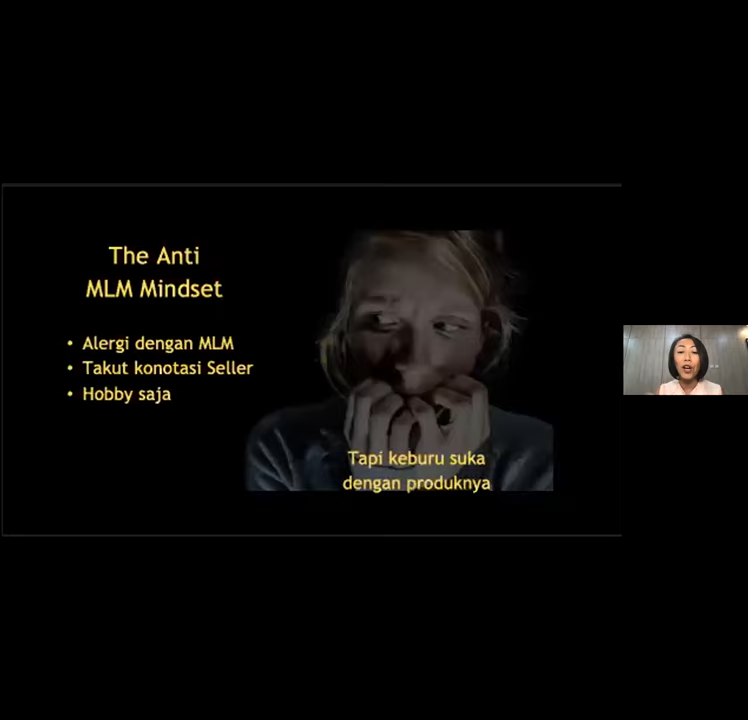 The Anti
MLM Mindset
• Alergi dengan MLM
• Takut konotasi Seller
• Hobby saja
Tapi keburu suka
dengan produknya